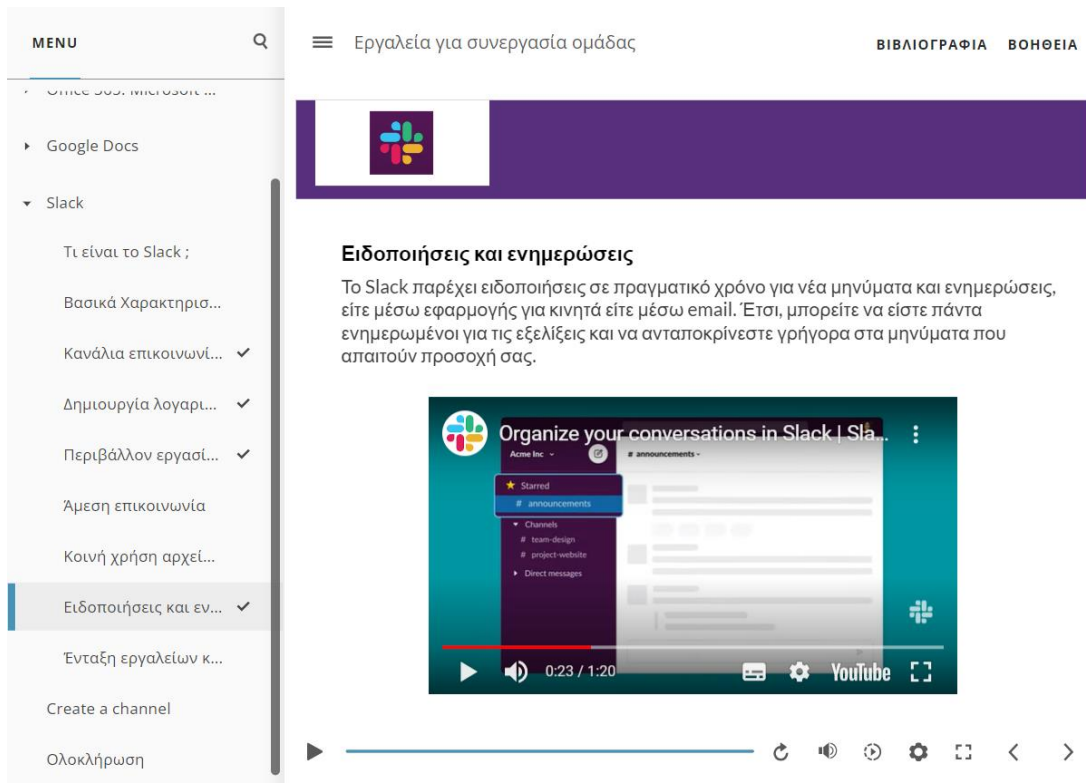 MENU
Εργαλεία για συνεργασία ομάδας
ΒΙΒΛΙΟΓΡΑΦΙΑ ΒΟΗΘΕΙΑ
Office 365: Microsoft ...
Google Docs
Slack
Τι είναι το Slack ;
Βασικά Χαρακτηρισ...
Κανάλια επικοινωνί...
Δημιουργία λογαρι...
Περιβάλλον εργασί...
Άμεση επικοινωνία
Κοινή χρήση αρχεί...
Ειδοποιήσεις και εν...
Ένταξη εργαλείων κ...
Create a channel
Ολοκλήρωση
Ειδοποιήσεις και ενημερώσεις
Το Slack παρέχει ειδοποιήσεις σε πραγματικό χρόνο για νέα μηνύματα και ενημερώσεις,
είτε μέσω εφαρμογής για κινητά είτε μέσω email. Έτσι, μπορείτε να είστε πάντα
ενημερωμένοι για τις εξελίξεις και να ανταποκρίνεστε γρήγορα στα μηνύματα που
απαιτούν προσοχή σας.
Organize your conversations in Slack | Sla...
Acme Inc
# announcements
Starred
# announcements
Channels
# team-design
# project-website
Direct messages
0:23 / 1:20
YouTube